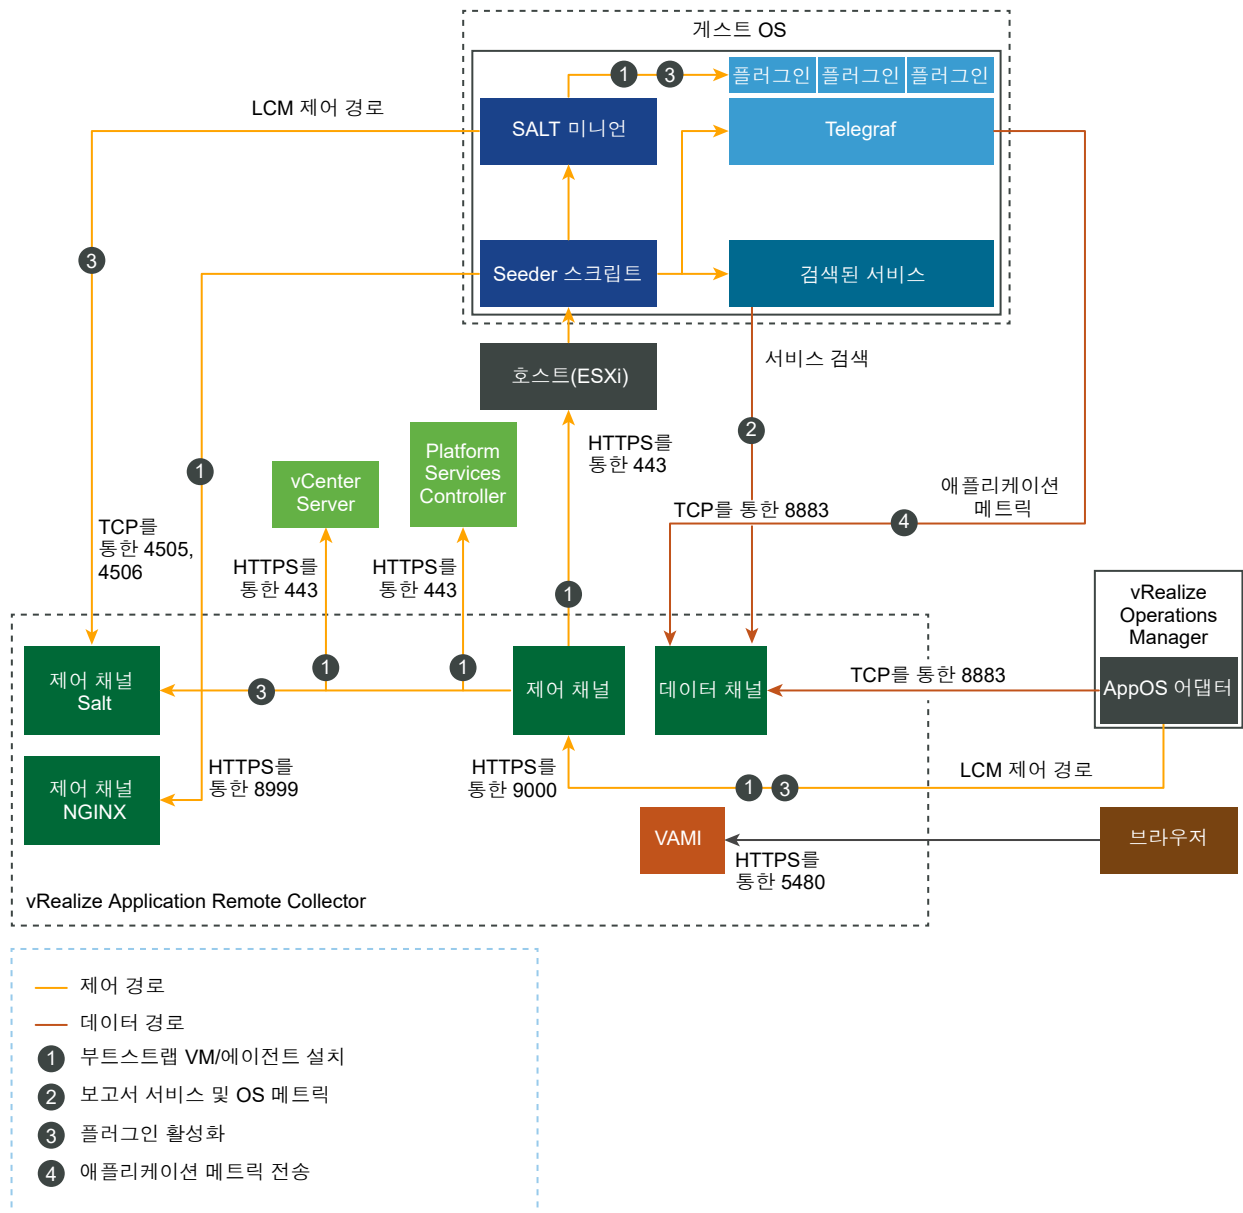 게스트 OS
1
3
플러그인
플러그인
플러그인
LCM 제어 경로
SALT 미니언
Telegraf
3
Seeder 스크립트
검색된 서비스
서비스 검색
호스트(ESXi)
2
HTTPS를
통한 443
Platform
Services
Controller
1
vCenter
Server
애플리케이션
메트릭
TCP를 통한 8883
4
TCP를
통한 4505,
4506
HTTPS를
통한 443
HTTPS를
통한 443
1
vRealize
Operations
Manager
제어 채널
Salt
3
1
1
제어 채널
데이터 채널
TCP를 통한 8883
AppOS 어댑터
제어 채널
NGINX
HTTPS를
통한 8999
HTTPS를
통한 9000
1
3
LCM 제어 경로
VAMI
HTTPS를
통한 5480
브라우저
vRealize Application Remote Collector
제어 경로
데이터 경로
1 부트스트랩 VM/에이전트 설치
2 보고서 서비스 및 OS 메트릭
3 플러그인 활성화
4 애플리케이션 메트릭 전송